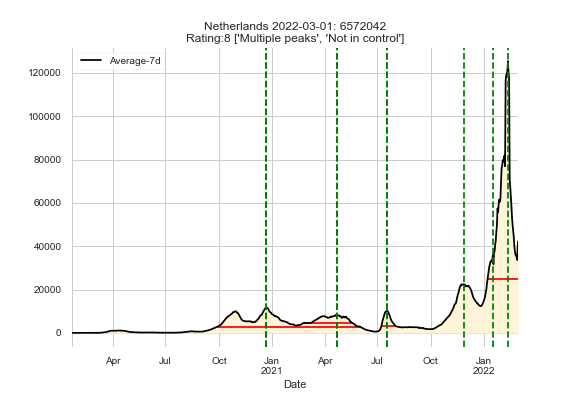 Netherlands 2022-03-01: 6572042
Rating:8 ['Multiple peaks', 'Not in control']
Average-7d
120000
100000
80000
60000
40000
20000
0
Apr Jul Oct Jan Apr Jul Oct Jan
2021 2022
Date